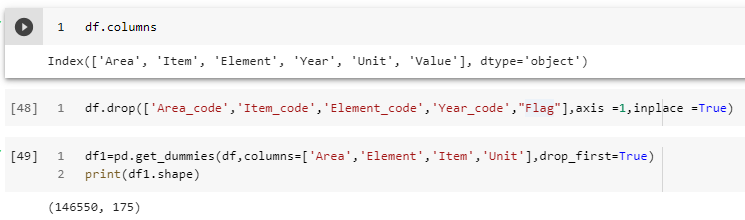 1 df.columns
Index(['Area', 'Item', 'Element', 'Year', 'Unit', 'Value'], dtype='object')
[48] 1 df.drop(['Area_code','Item_code','Element_code','Year_code',"Flag"],axis =1,inplace =True)
[49] 1 df1=pd.get_dummies(df,columns=['Area','Element','Item','Unit'],drop_first=True)
2 print(df1.shape)
(146550, 175)